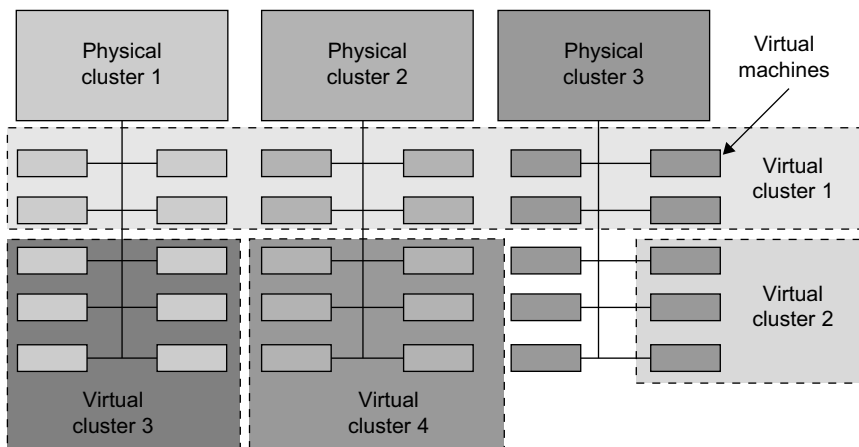 Physical
cluster 1
Physical
cluster 2
Physical
cluster 3
Virtual
machines
Virtual
cluster 1
Virtual
cluster 2
Virtual
cluster 3
Virtual
cluster 4